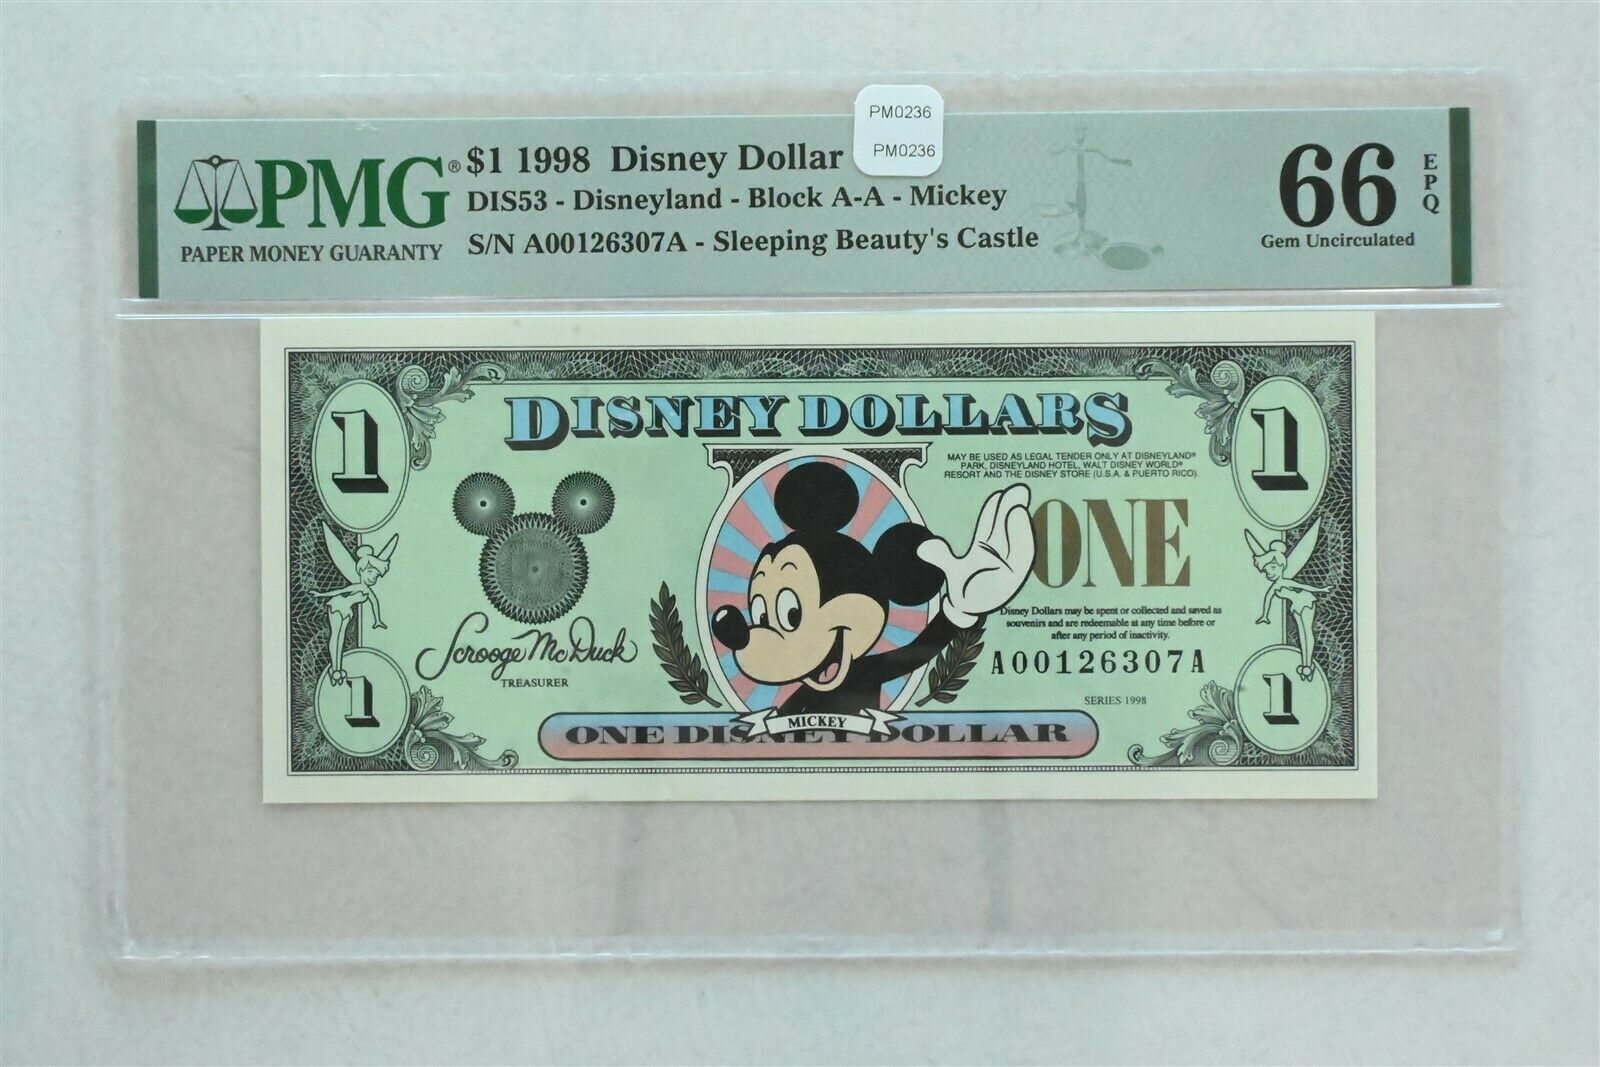 PM0236
PM0236
PMG®
PAPER MONEY GUARANTY
$1 1998 Disney Dollar
DIS53 - Disneyland - Block A-A - Mickey
S/N A00126307A - Sleeping Beauty's Castle
66
EPQ
Gem Uncirculated
1
DISNEY DOLLARS
1
MAY BE USED AS LEGAL TENDER ONLY AT DISNEYLAND®
PARK, DISNEYLAND HOTEL, WALT DISNEY WORLD®
RESORT AND THE DISNEY STORE (U.S.A. & PUERTO RICO).
ONE
Disney Dollars may be spent or collected and saved as
souvenirs and are redeemable at any time before or
after any period of inactivity.
Scrooge McDuck
TREASURER
A00126307A
SERIES 1998
1
MICKEY
ONE DISNEY DOLLAR
1